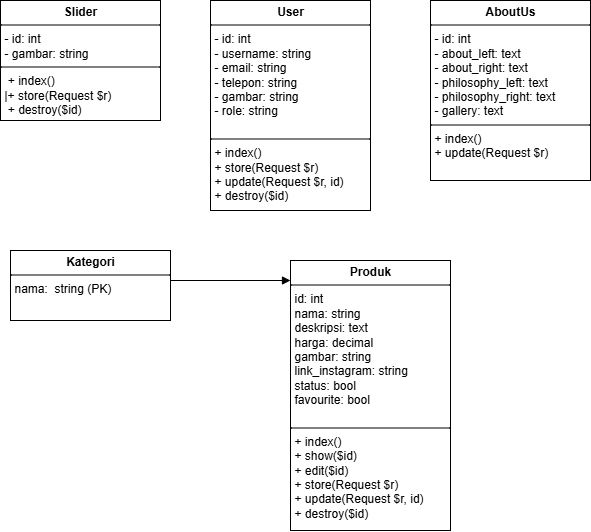 Slider
- id: int
- gambar: string
+ index()
|+ store(Request $r)
+ destroy($id)
User
- id: int
- username: string
- email: string
- telepon: string
- gambar: string
- role: string
+ index()
+ store(Request $r)
+ update(Request $r, id)
+ destroy($id)
AboutUs
- id: int
- about_left: text
- about_right: text
- philosophy_left: text
- philosophy_right: text
- gallery: text
+ index()
+ update(Request $r)
Kategori
nama:  string (PK)
Produk
id: int
nama: string
deskripsi: text
harga: decimal
gambar: string
link_instagram: string
status: bool
favourite: bool
+ index()
+ show($id)
+ edit($id)
+ store(Request $r)
+ update(Request $r, id)
+ destroy($id)